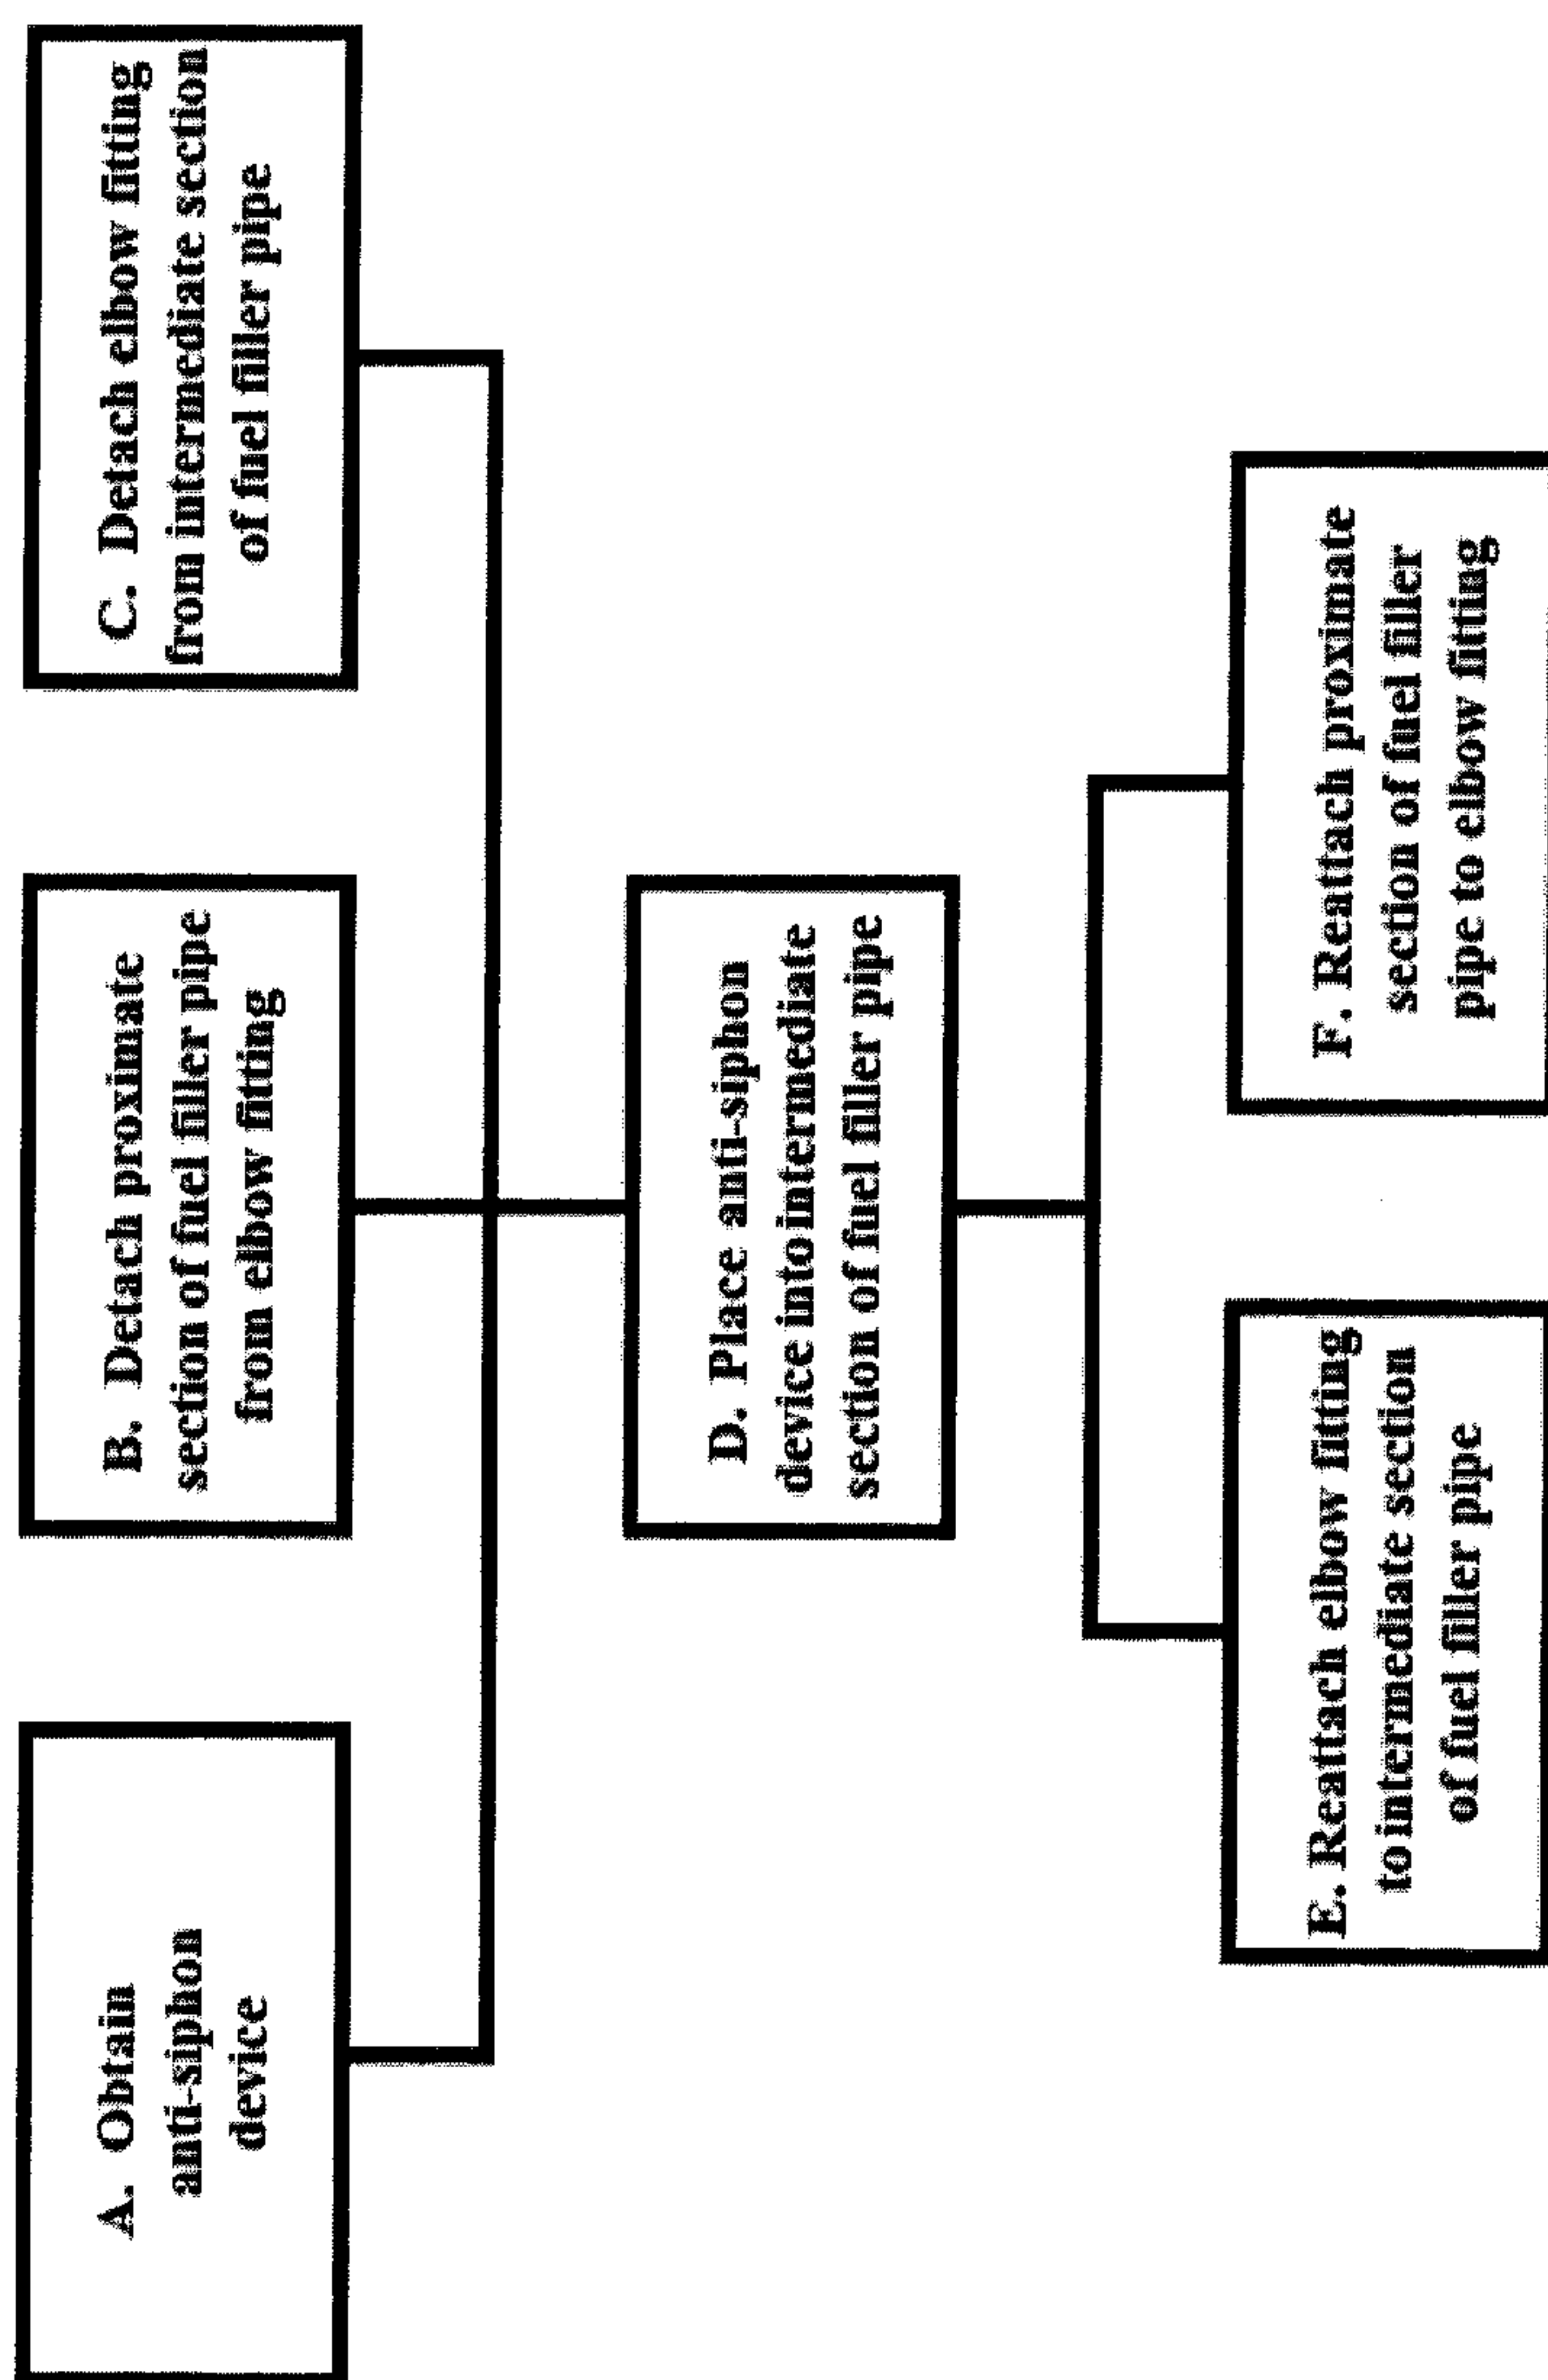 A. Obtain
anti-siphon
device
B. Detach proximate
section of fuel filler pipe
from elbow fitting
C. Detach elbow fitting
from intermediate section
of fuel filler pipe
D. Place anti-siphon
device into intermediate
section of fuel filler pipe
E. Reattach elbow fitting
to intermediate section
of fuel filler pipe
F. Reattach proximate
section of fuel filler
pipe to elbow fitting